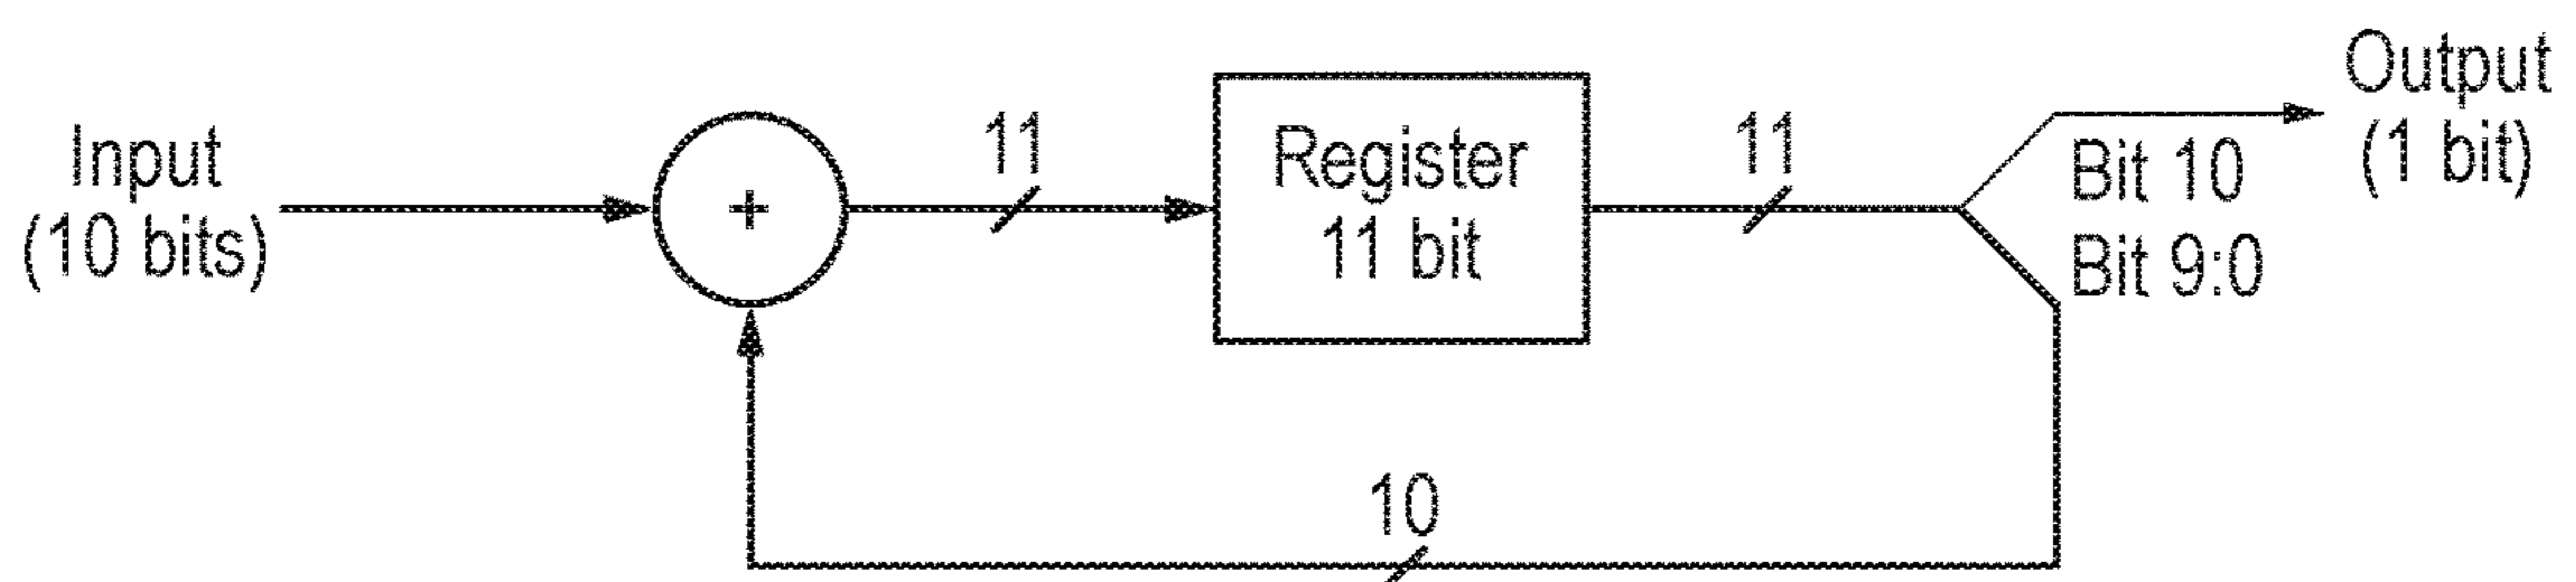 Input
(10 bits)
+
11
Register
11 bit
11
Bit 10
Bit 9:0
Output
(1 bit)
10